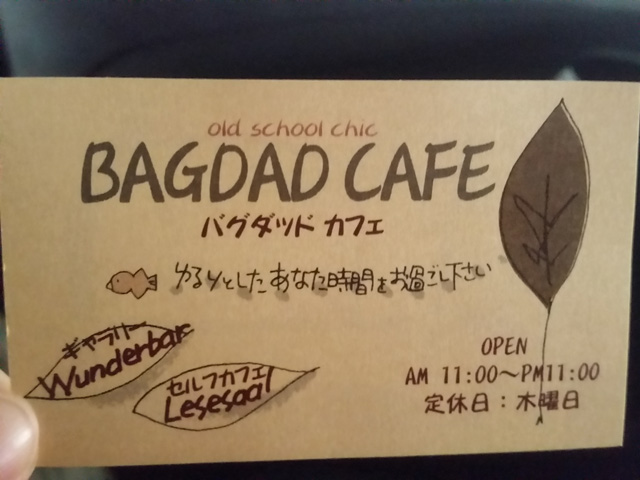 old school chic
BAGDAD CAFE
バグダッド カフェ
ゆるりとしたあなた時間をお過ごし下さい
ギャラリー
Wunderbar
セルフカフェ
Lesesaal
OPEN
AM 11:00～PM11:00
定休日：木曜日